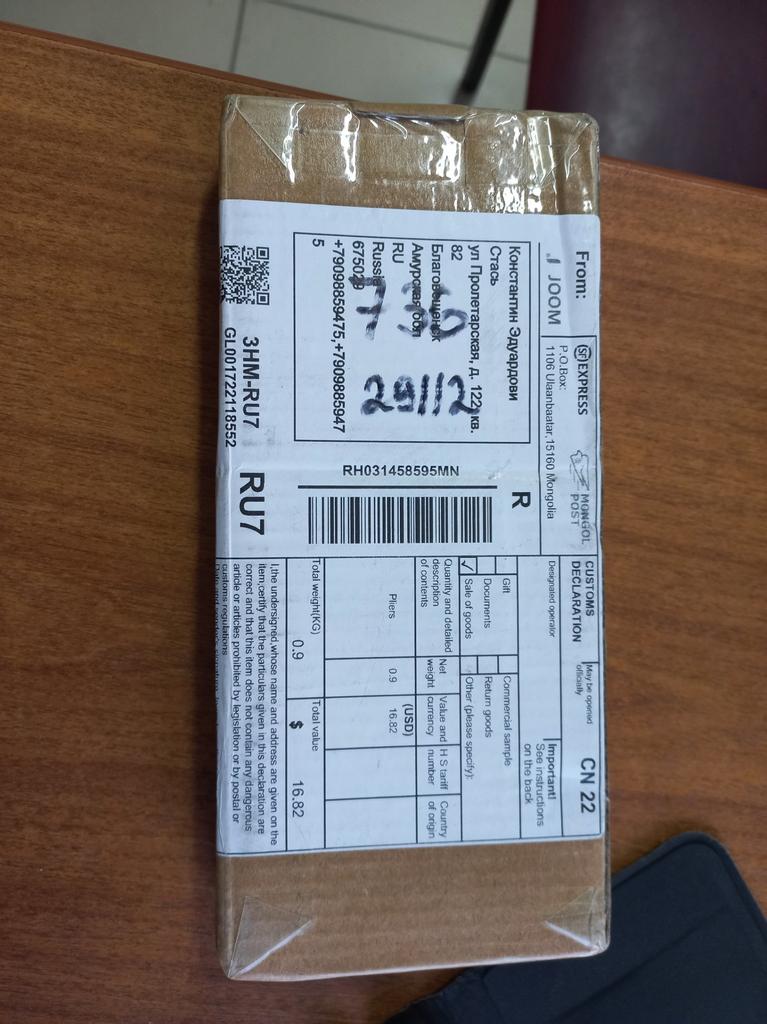 From:
JOOM
SF EXPRESS
P.O.Box:
1106 Ulaanbaatar,15160 Mongolia
MONGOL
POST
Константин Эдуардови
Стась
ул Пролетарская, д. 122, кв.
82
Благовещенск
Амурская обл
RU
Russia
675029
+79098859475,+7909885947
5
29112
7
3HM-RU7
GL001722118552
RU7
R
RH031458595MN
CUSTOMS
DECLARATION
May be opened
officially
CN 22
Designated operator
Important!
See instructions
on the back
Gift
Commercial sample
Documents
Return goods
✓ Sale of goods
Other (please specify):
Quantity and detailed
description
of contents
Net
weight
Value and
currency
(USD)
H S tariff
number
Country
of origin
Pliers
0.9
16.82
Total weight(KG)
0.9
Total value
$
16.82
I,the undersigned,whose name and address are given on the
item,certify that the particulars given in this declaration are
correct and that this item does not contain any dangerous
article or articles prohibited by legislation or by postal or
customs regulations